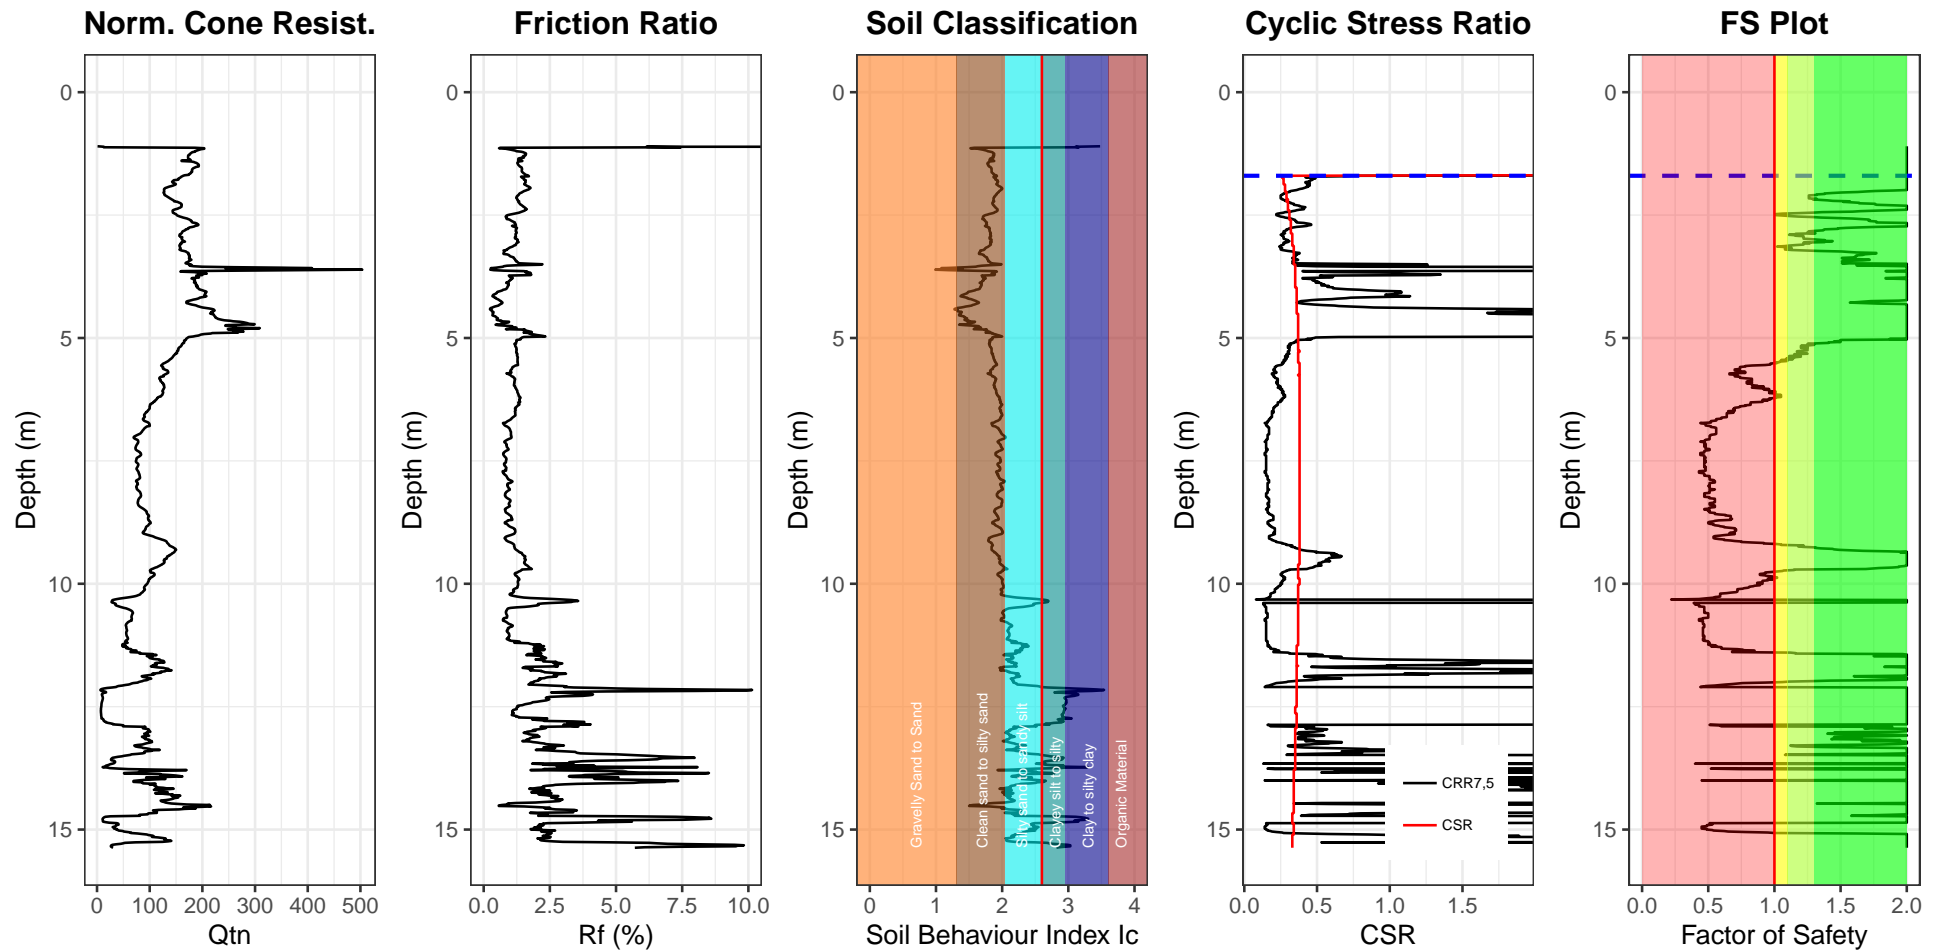 Norm. Cone Resist.
Friction Ratio
Soil Classification
Cyclic Stress Ratio
FS Plot
0
5
10
15
Depth (m)
0
100
200
300
400
500
Qtn
0
5
10
15
Depth (m)
0.0
2.5
5.0
7.5
10.0
Rf (%)
0
5
10
15
Depth (m)
Gravelly Sand to Sand
Clean sand to silty sand
Silty sand to sandy silt
Clayey silt to silty
Clay to silty clay
Organic Material
0
1
2
3
4
Soil Behaviour Index Ic
0
5
10
15
Depth (m)
CRR7,5
CSR
0.0
0.5
1.0
1.5
CSR
0
5
10
15
Depth (m)
0.0
0.5
1.0
1.5
2.0
Factor of Safety